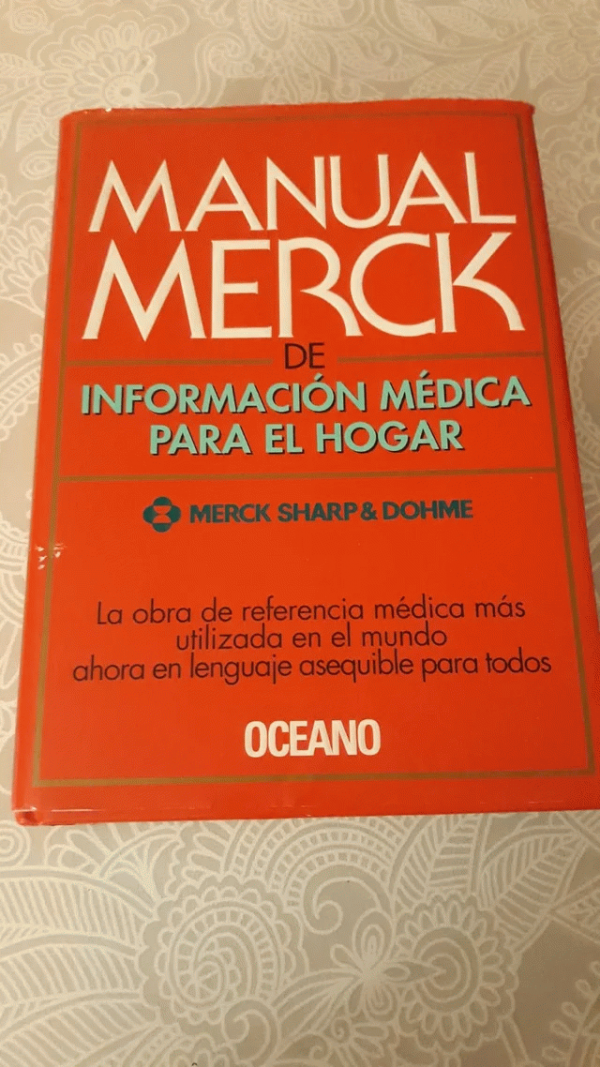 MANUAL
MERCK
DE
INFORMACIÓN MÉDICA
PARA EL HOGAR
MERCK SHARP & DOHME
La obra de referencia médica más
utilizada en el mundo
ahora en lenguaje asequible para todos
OCEANO